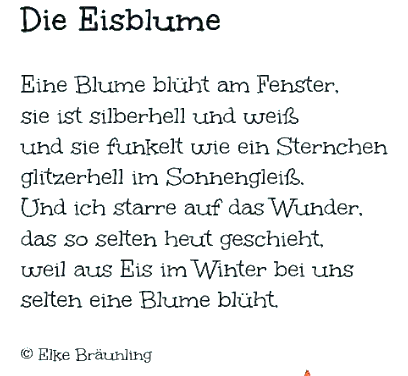 Die Eisblume
Eine Blume blüht am Fenster,
sie ist silberhell und weiß
und sie funkelt wie ein Sternchen
glitzerhell im Sonnengleiß.
Und ich starre auf das Wunder,
das so selten heut geschieht,
weil aus Eis im Winter bei uns
selten eine Blume blüht.
© Elke Bräunling